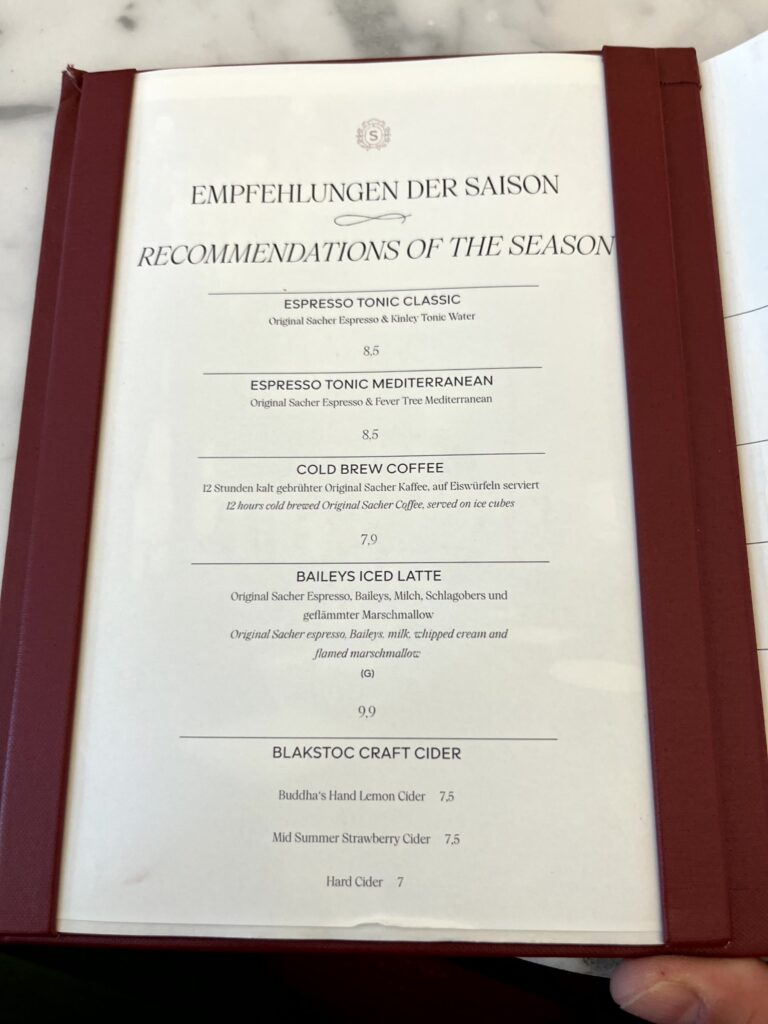 S
EMPFEHLUNGEN DER SAISON
RECOMMENDATIONS OF THE SEASON
ESPRESSO TONIC CLASSIC
Original Sacher Espresso & Kinley Tonic Water
8,5
ESPRESSO TONIC MEDITERRANEAN
Original Sacher Espresso & Fever Tree Mediterranean
8,5
COLD BREW COFFEE
12 Stunden kalt gebrühter Original Sacher Kaffee, auf Eiswürfeln serviert
12 hours cold brewed Original Sacher Coffee, served on ice cubes
7,9
BAILEYS ICED LATTE
Original Sacher Espresso, Baileys, Milch, Schlagobers und
geflämmter Marschmallow
Original Sacher espresso, Baileys, milk, whipped cream and
flamed marschmallow
(G)
9,9
BLAKSTOC CRAFT CIDER
Buddha's Hand Lemon Cider 7,5
Mid Summer Strawberry Cider 7,5
Hard Cider 7